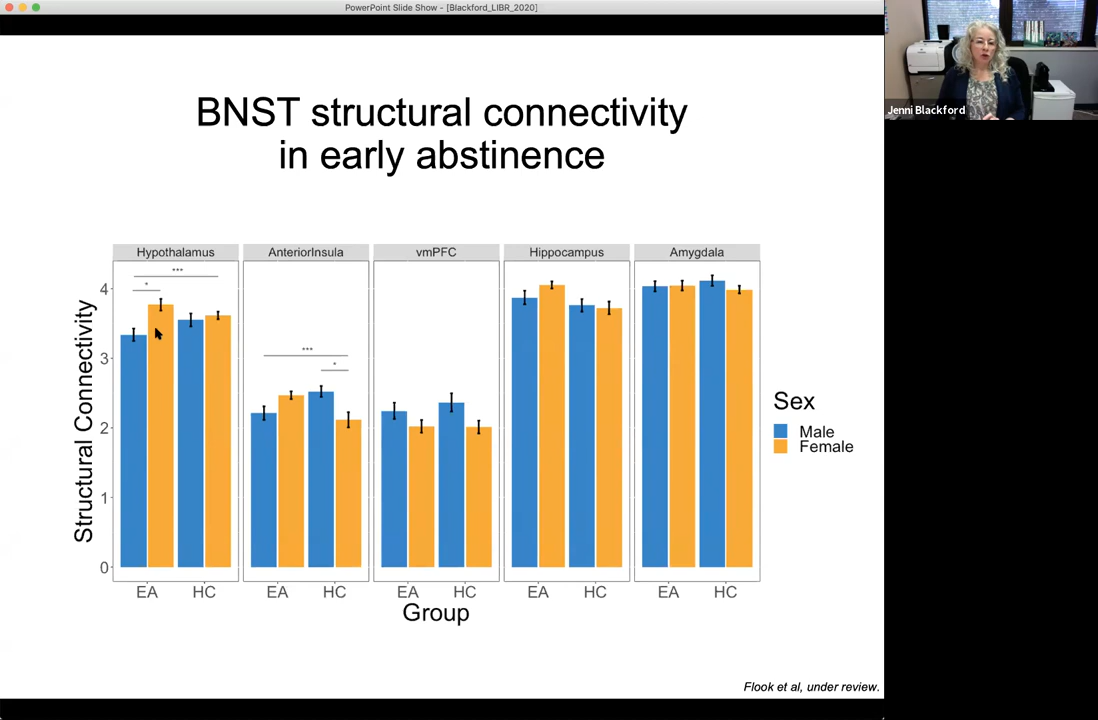 PowerPoint Slide Show - [Blackford_LIBR_2020]
Jenni Blackford
BNST structural connectivity
in early abstinence
Hypothalamus AnteriorInsula vmPFC Hippocampus Amygdala
***
*
***
*
Structural Connectivity
4
3
2
1
0
EA HC EA HC EA HC EA HC EA HC
Group
Sex
Male
Female
Flook et al, under review.